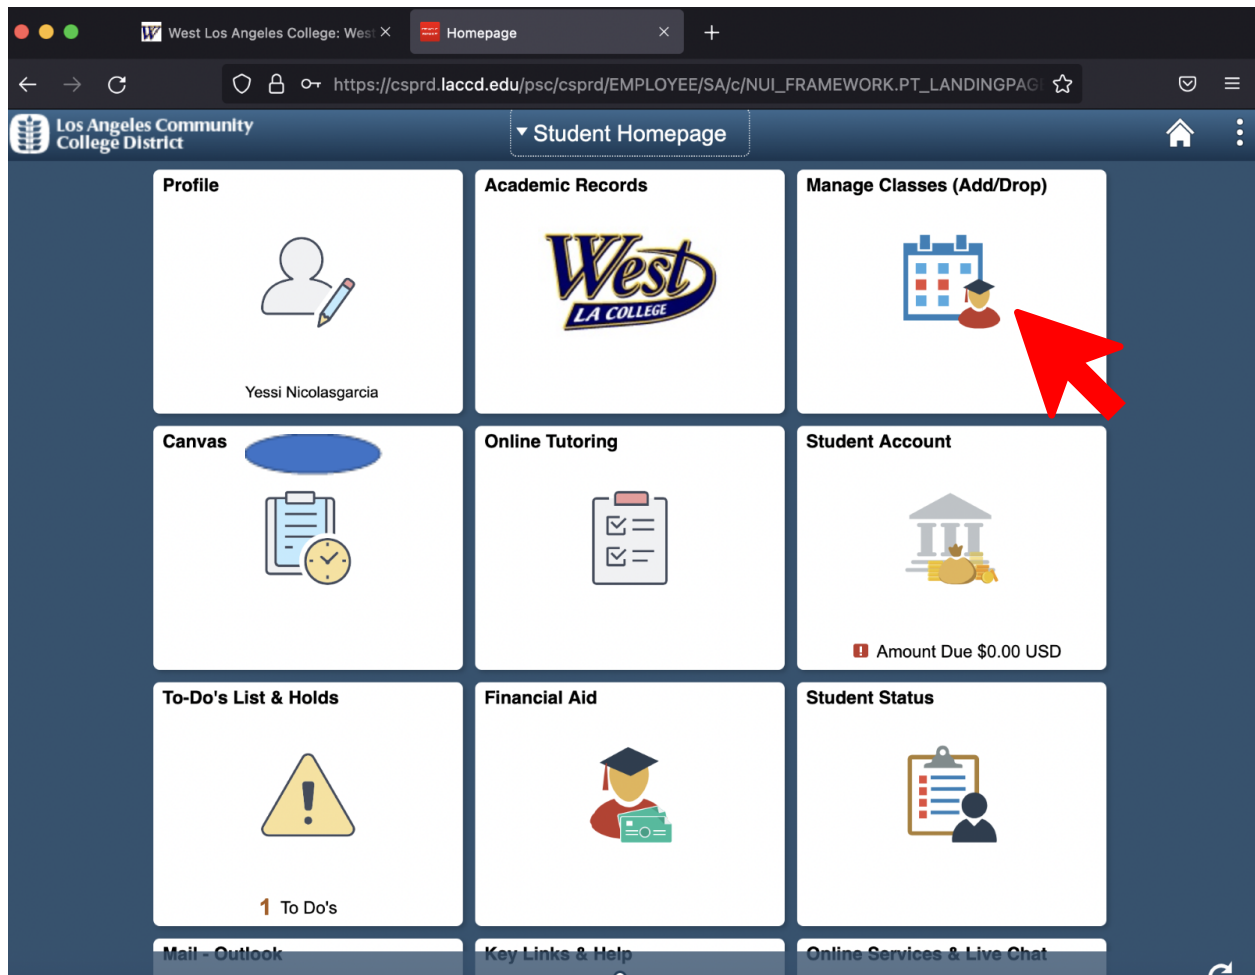 West Los Angeles College: West
Homepage
https://csprd.laccd.edu/psc/csprd/EMPLOYEE/SA/c/NUI_FRAMEWORK.PT_LANDINGPAG
Los Angeles Community
College District
Student Homepage
Profile
Academic Records
Manage Classes (Add/Drop)
West
LA COLLEGE
Yessi Nicolasgarcia
Canvas
Online Tutoring
Student Account
Amount Due $0.00 USD
To-Do's List & Holds
Financial Aid
Student Status
1 To Do's
Mail - Outlook
Key Links & Help
Online Services & Live Chat